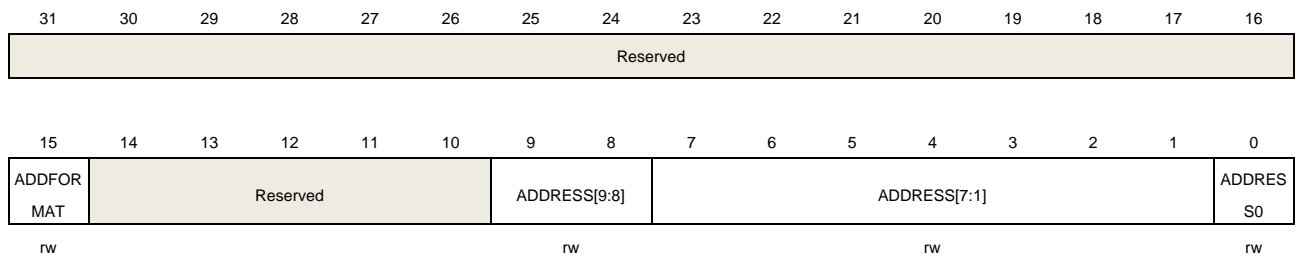 31 30 29 28 27 26 25 24 23 22 21 20 19 18 17 16
Reserved
15 14 13 12 11 10 9 8 7 6 5 4 3 2 1 0
ADDFOR
MAT
Reserved
ADDRESS[9:8]
ADDRESS[7:1]
ADDRES
S0
rw rw rw rw